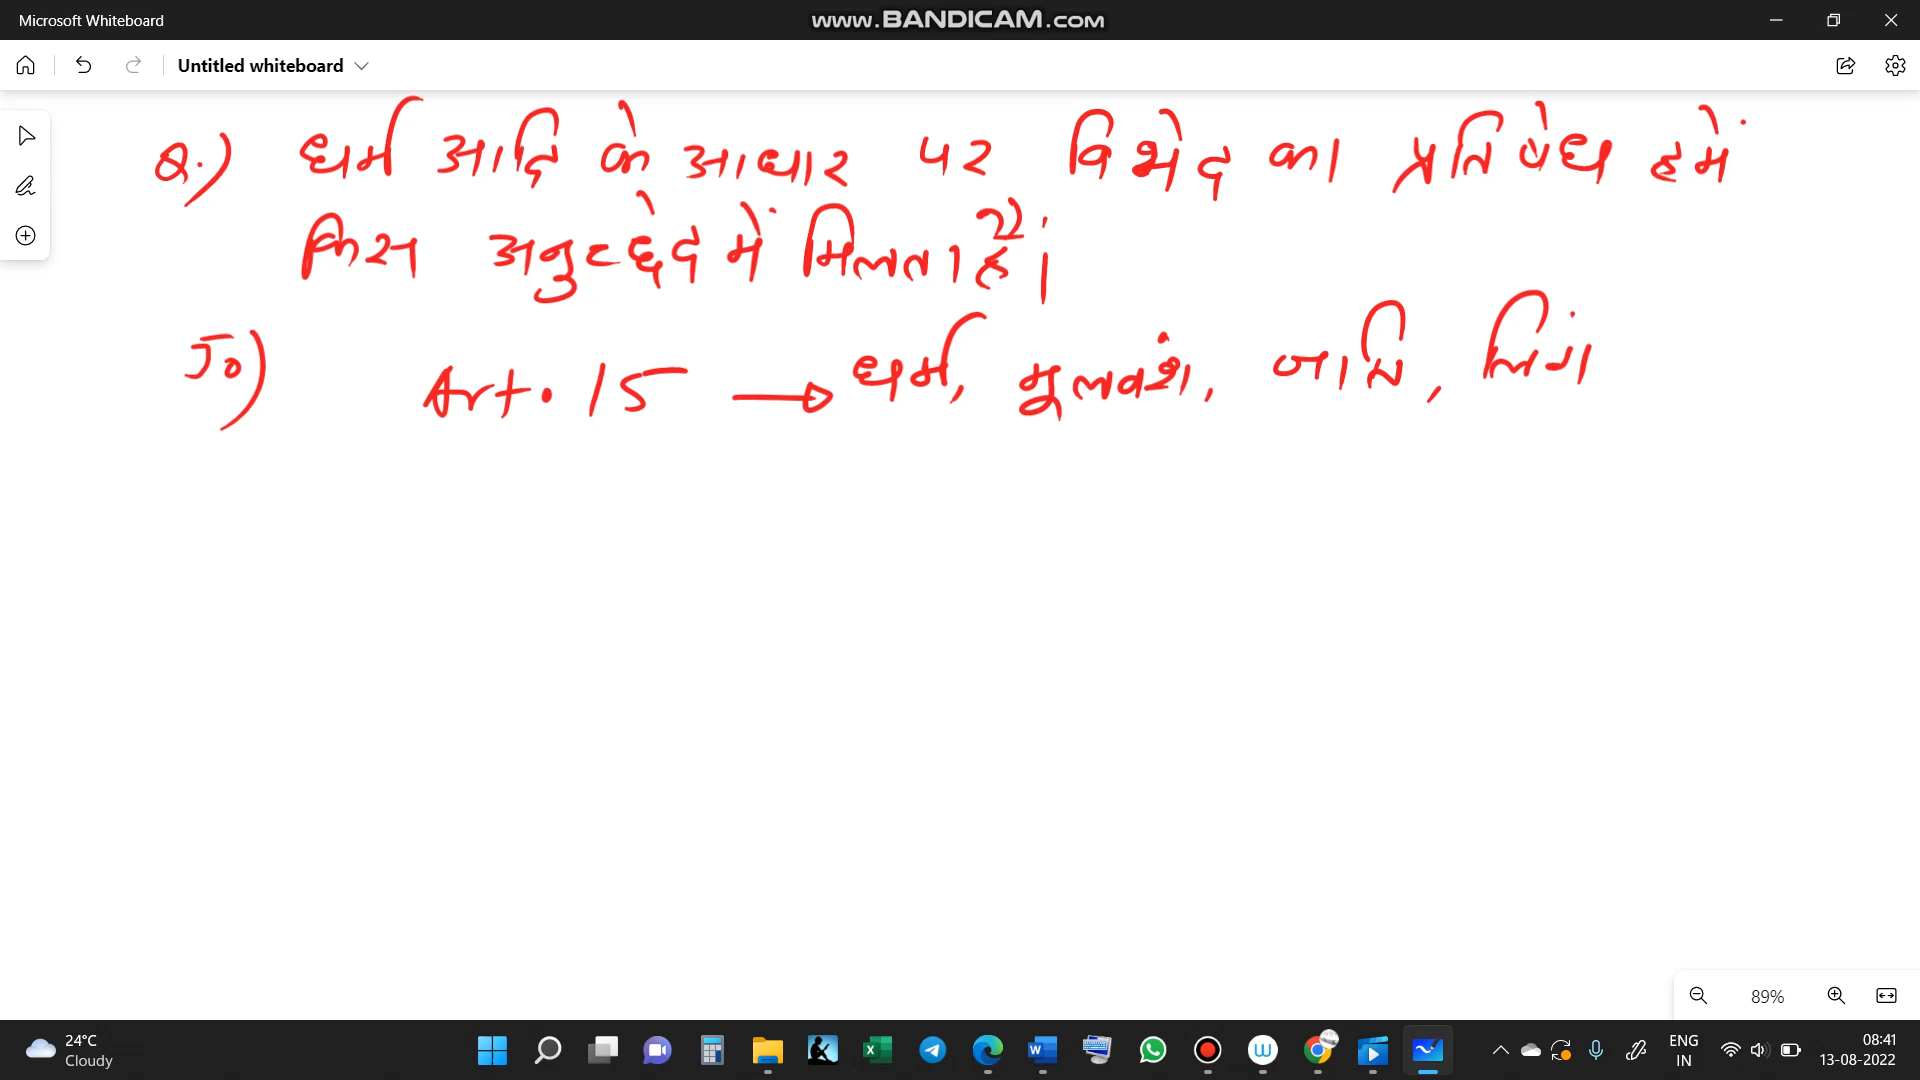 Microsoft Whiteboard
www.BANDICAM.com
Untitled whiteboard
Q.) धर्म आदि के आधार पर विभेद का प्रतिषेध हमें
किस अनुच्छेद में मिलता हैं।
उ०) Art. 15 → धर्म, मुलवंश, जाति, लिंग
89%
24°C
Cloudy
ENG
IN
08:41
13-08-2022